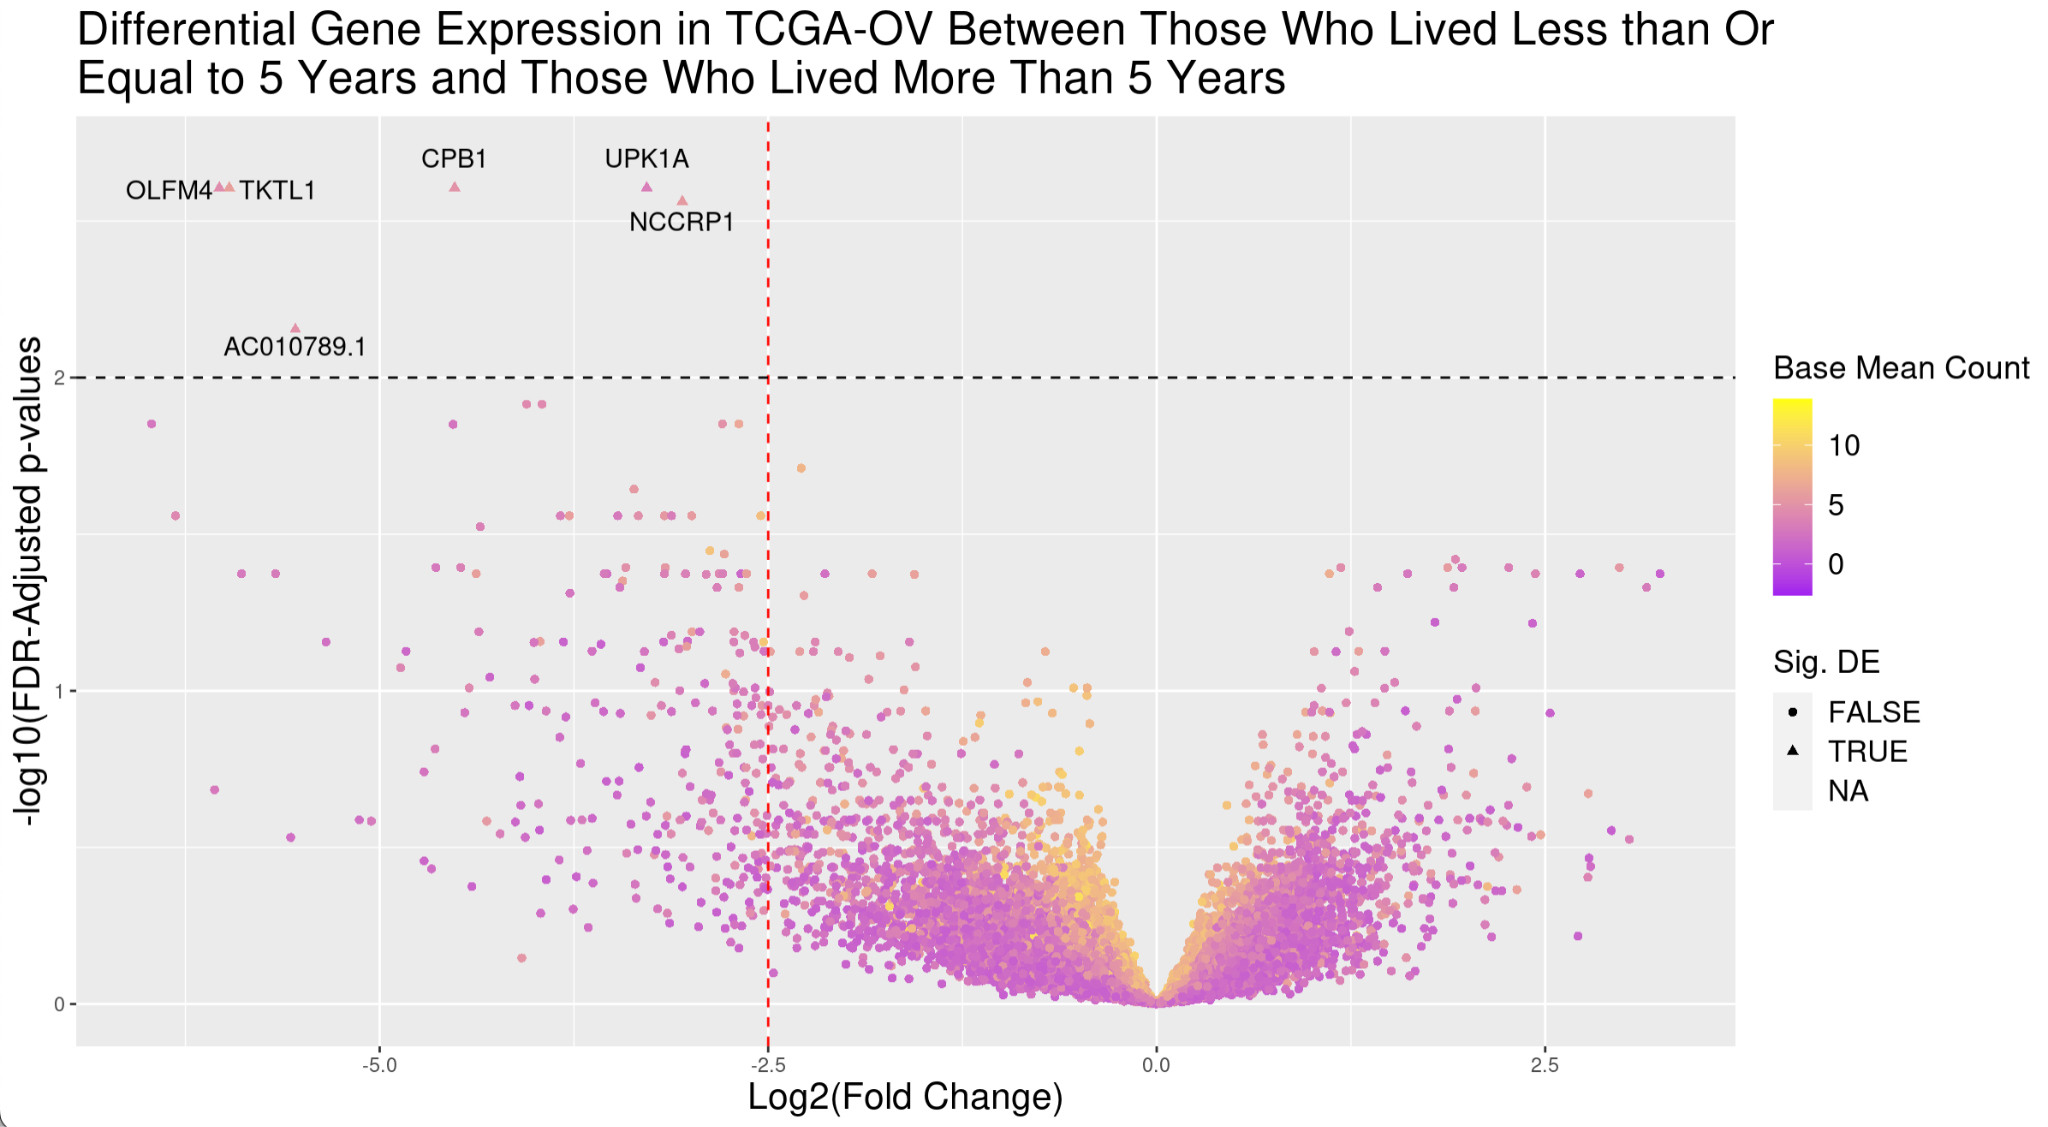 Differential Gene Expression in TCGA-OV Between Those Who Lived Less than Or
Equal to 5 Years and Those Who Lived More Than 5 Years
CPB1
UPK1A
OLFM4
TKTL1
NCCRP1
AC010789.1
-log10(FDR-Adjusted p-values)
2
1
0
-5.0
-2.5
0.0
2.5
Log2(Fold Change)
Base Mean Count
10
5
0
Sig. DE
FALSE
TRUE
NA